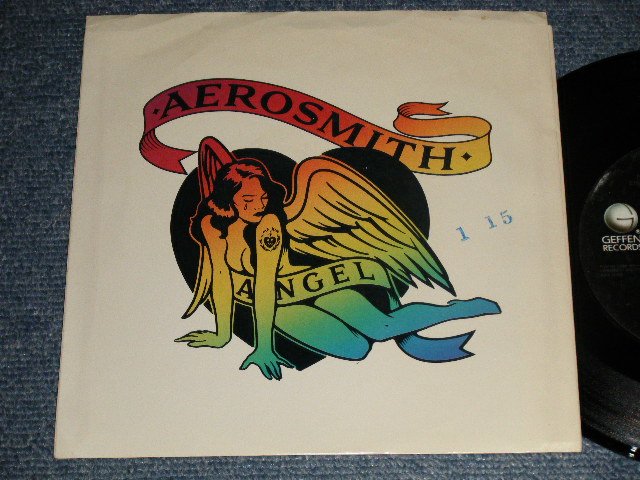 ·AEROSMITH·
ANGEL
1 15
GEFFEN
RECORDS